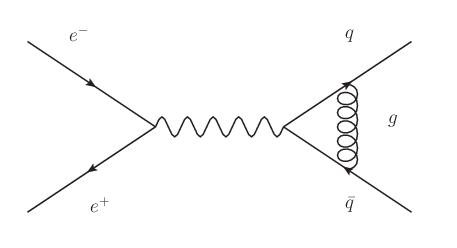 e⁻ q
g
e⁺ q̄